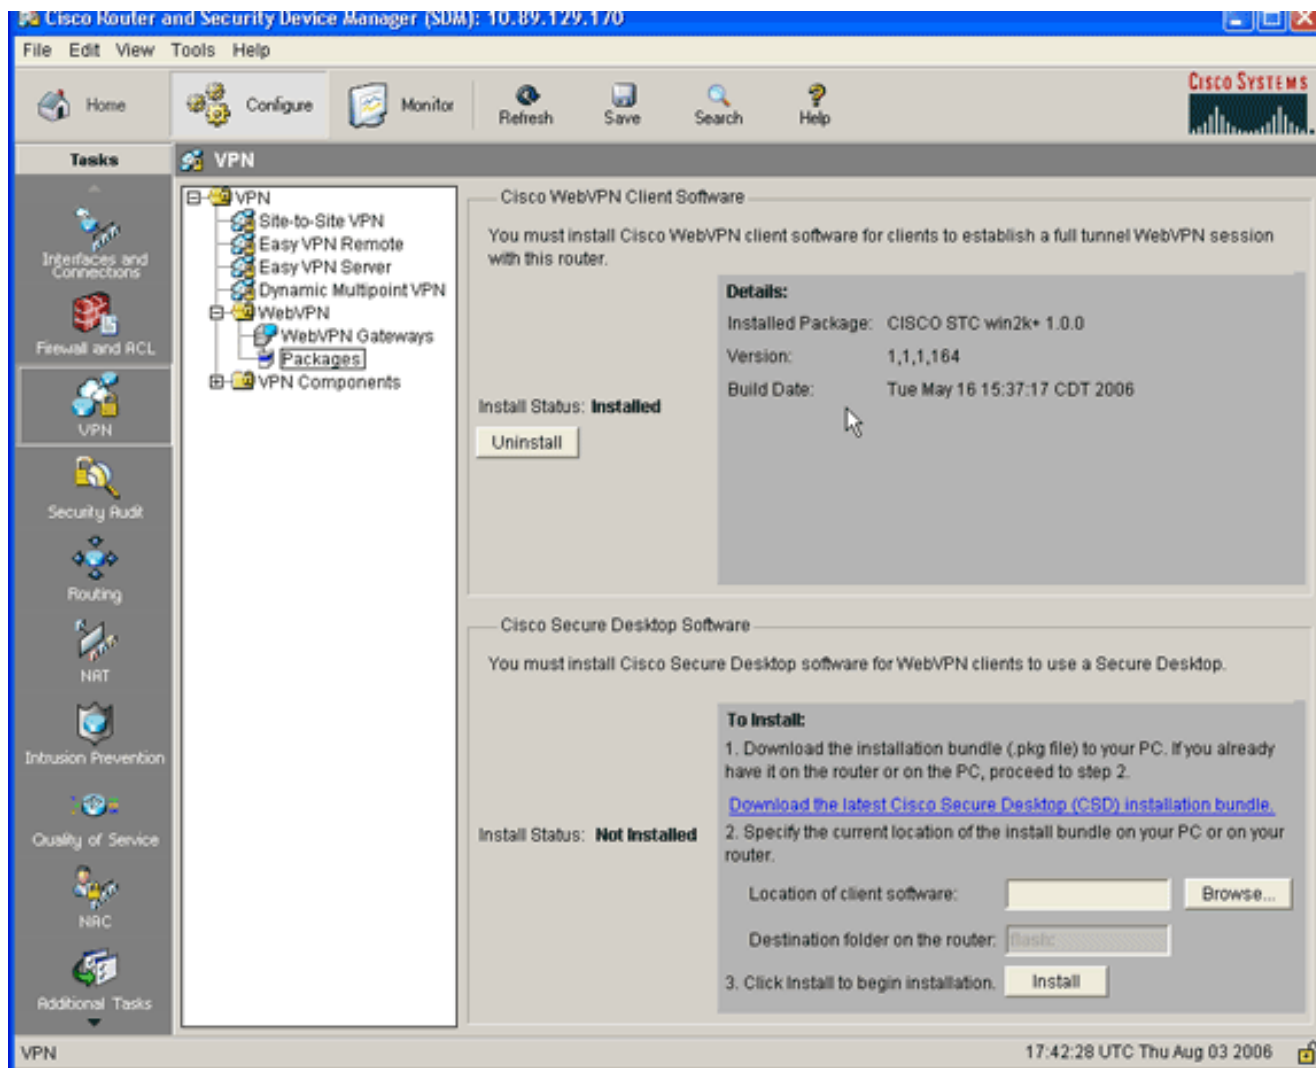 Cisco Router and Security Device Manager (SDM): 10.89.129.170
File Edit View Tools Help
Home
Configure
Monitor
Refresh
Save
Search
Help
CISCO SYSTEMS
Tasks
VPN
Interfaces and
Connections
Firewall and ACL
VPN
Security Audit
Routing
NAT
Intrusion Prevention
Quality of Service
NAC
Additional Tasks
VPN
Site-to-Site VPN
Easy VPN Remote
Easy VPN Server
Dynamic Multipoint VPN
WebVPN
WebVPN Gateways
Packages
VPN Components
Cisco WebVPN Client Software
You must install Cisco WebVPN client software for clients to establish a full tunnel WebVPN session
with this router.
Install Status: Installed
Uninstall
Details:
Installed Package: CISCO STC win2k+ 1.0.0
Version: 1,1,1,164
Build Date: Tue May 16 15:37:17 CDT 2006
Cisco Secure Desktop Software
You must install Cisco Secure Desktop software for WebVPN clients to use a Secure Desktop.
Install Status: Not Installed
To Install:
1. Download the installation bundle (.pkg file) to your PC. If you already
have it on the router or on the PC, proceed to step 2.
Download the latest Cisco Secure Desktop (CSD) installation bundle.
2. Specify the current location of the install bundle on your PC or on your
router.
Location of client software:
Browse...
Destination folder on the router: flash:
3. Click Install to begin installation.
Install
VPN
17:42:28 UTC Thu Aug 03 2006